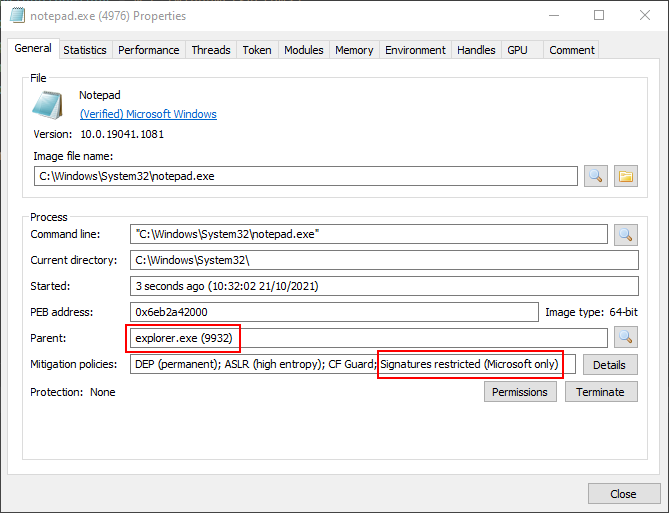 notepad.exe (4976) Properties
General Statistics Performance Threads Token Modules Memory Environment Handles GPU Comment
File
Notepad
(Verified) Microsoft Windows
Version: 10.0.19041.1081
Image file name:
C:\Windows\System32\notepad.exe
Process
Command line: "C:\Windows\System32\notepad.exe"
Current directory: C:\Windows\System32\
Started: 3 seconds ago (10:32:02 21/10/2021)
PEB address: 0x6eb2a42000 Image type: 64-bit
Parent: explorer.exe (9932)
Mitigation policies: DEP (permanent); ASLR (high entropy); CF Guard; Signatures restricted (Microsoft only) Details
Protection: None Permissions Terminate
Close